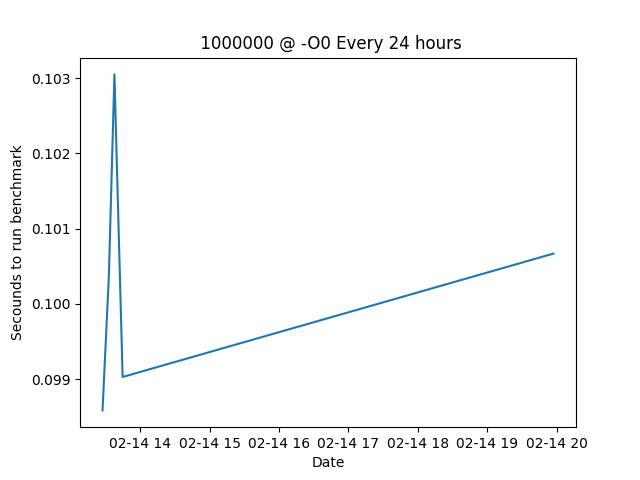 1000000 @ -O0 Every 24 hours
0.103
0.102
0.101
0.100
0.099
Secounds to run benchmark
02-14 14 02-14 15 02-14 16 02-14 17 02-14 18 02-14 19 02-14 20
Date